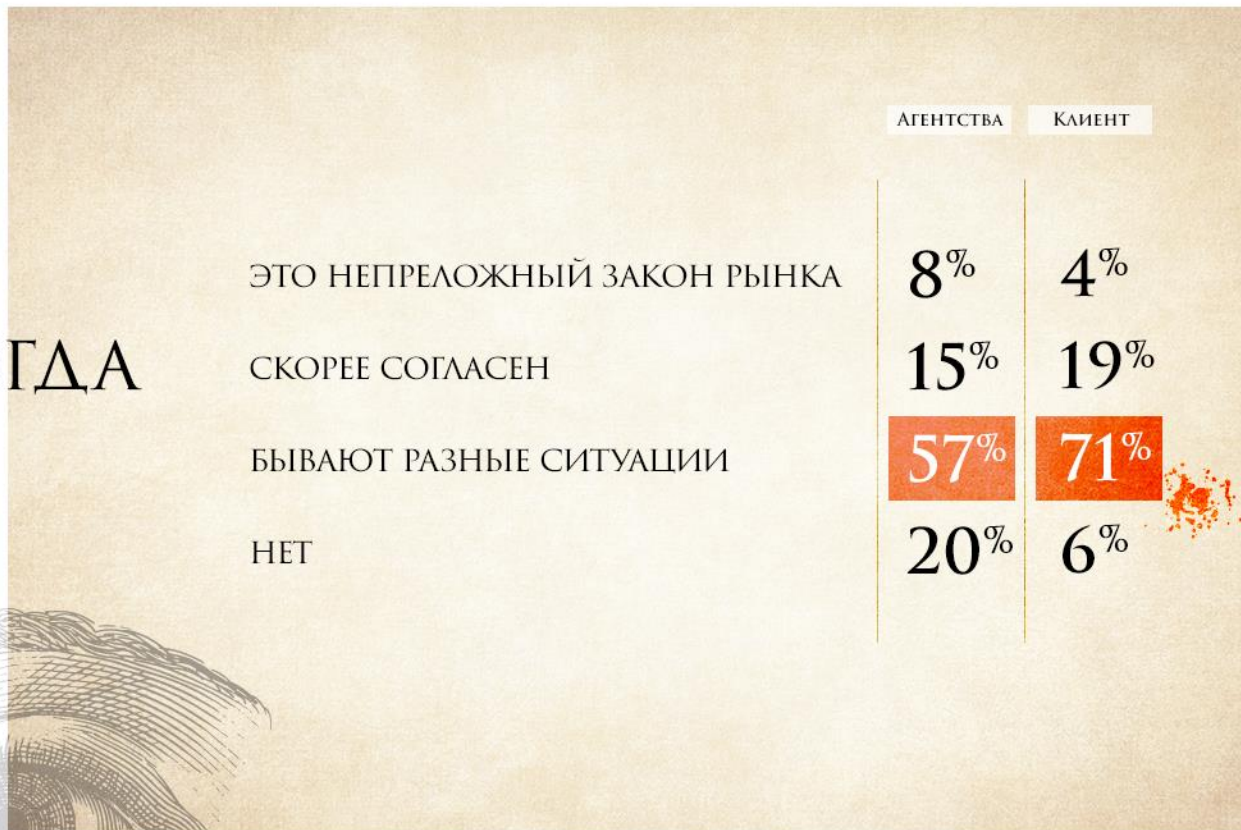 Агентства Клиент
ЭТО НЕПРЕЛОЖНЫЙ ЗАКОН РЫНКА 8% 4%
ГДА
СКОРЕЕ СОГЛАСЕН 15% 19%
БЫВАЮТ РАЗНЫЕ СИТУАЦИИ 57% 71%
НЕТ 20% 6%